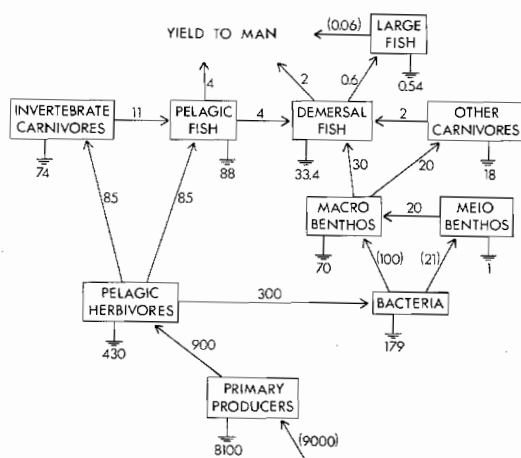 (0.06)
LARGE
FISH
YIELD TO MAN
0.54
4
2
0.6
INVERTEBRATE
CARNIVORES
11
PELAGIC
FISH
4
DEMERSAL
FISH
2
OTHER
CARNIVORES
74
88
33.4
18
30
20
85
85
MACRO
BENTHOS
20
MEIO
BENTHOS
70
(100)
(21)
1
PELAGIC
HERBIVORES
300
BACTERIA
430
179
900
PRIMARY
PRODUCERS
8100
(9000)